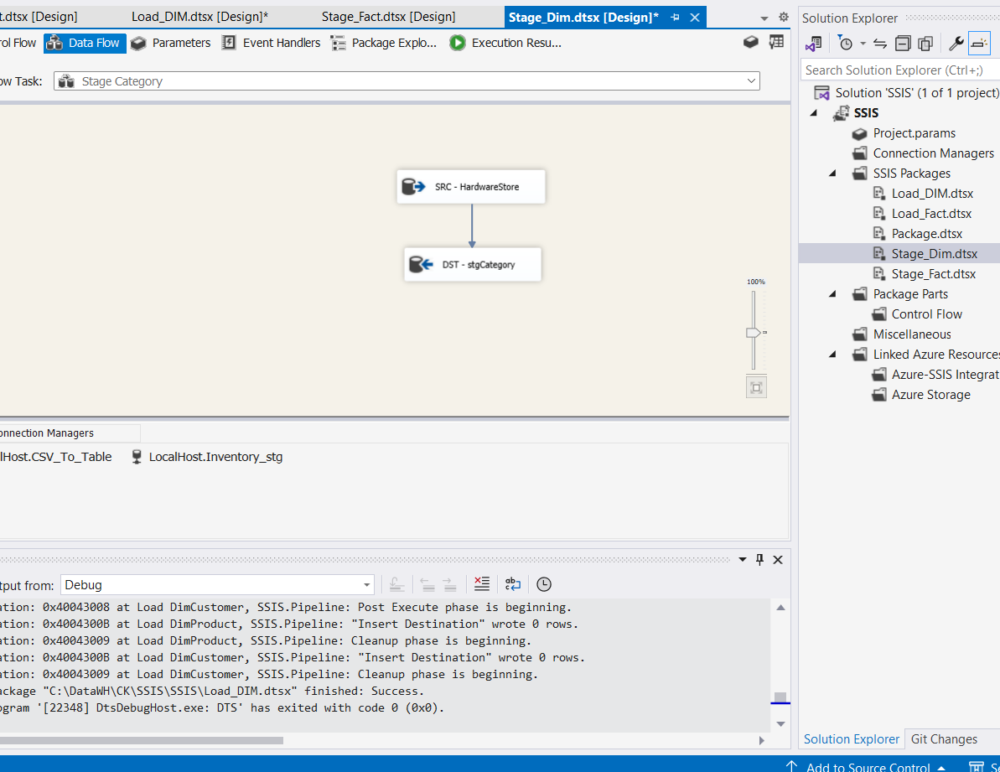 t.dtsx [Design] Load_DIM.dtsx [Design]* Stage_Fact.dtsx [Design] Stage_Dim.dtsx [Design]*
rol Flow Data Flow Parameters Event Handlers Package Explo... Execution Resu...
ow Task: Stage Category
SRC - HardwareStore
DST - stgCategory
100%
onnection Managers
lHost.CSV_To_Table LocalHost.Inventory_stg
tput from: Debug
ation: 0x40043008 at Load DimCustomer, SSIS.Pipeline: Post Execute phase is beginning.
ation: 0x4004300B at Load DimProduct, SSIS.Pipeline: "Insert Destination" wrote 0 rows.
ation: 0x40043009 at Load DimProduct, SSIS.Pipeline: Cleanup phase is beginning.
ation: 0x4004300B at Load DimCustomer, SSIS.Pipeline: "Insert Destination" wrote 0 rows.
ation: 0x40043009 at Load DimCustomer, SSIS.Pipeline: Cleanup phase is beginning.
ackage "C:\DataWH\CK\SSIS\SSIS\Load_DIM.dtsx" finished: Success.
ogram '[22348] DtsDebugHost.exe: DTS' has exited with code 0 (0x0).
Solution Explorer
Search Solution Explorer (Ctrl+;)
Solution 'SSIS' (1 of 1 project)
SSIS
Project.params
Connection Managers
SSIS Packages
Load_DIM.dtsx
Load_Fact.dtsx
Package.dtsx
Stage_Dim.dtsx
Stage_Fact.dtsx
Package Parts
Control Flow
Miscellaneous
Linked Azure Resources
Azure-SSIS Integrat
Azure Storage
Solution Explorer Git Changes
Add to Source Control Se